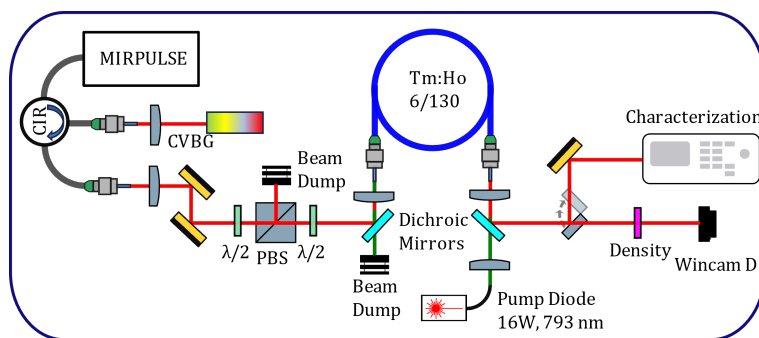 MIRPULSE
CIR
CVBG
Beam
Dump
λ/2
PBS
λ/2
Tm:Ho
6/130
Dichroic
Mirrors
Beam
Dump
Pump Diode
16W, 793 nm
Characterization
Density
Wincam D